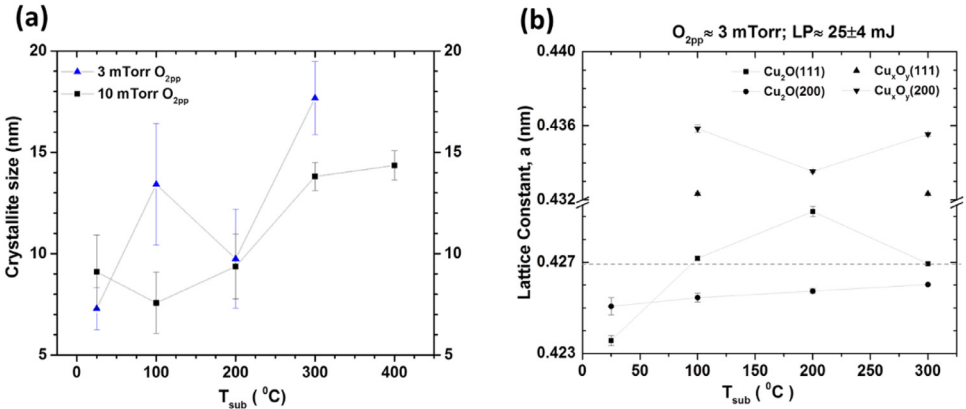 (a)
20
15
10
5
20
15
10
5
Crystallite size (nm)
3 mTorr O2pp
10 mTorr O2pp
0 100 200 300 400
Tsub ( ⁰C)
(b)
O2pp≈ 3 mTorr; LP≈ 25±4 mJ
0.440
0.436
0.432
0.427
0.423
Lattice Constant, a (nm)
Cu2O(111) CuxOy(111)
Cu2O(200) CuxOy(200)
0 50 100 150 200 250 300
Tsub ( ⁰C)